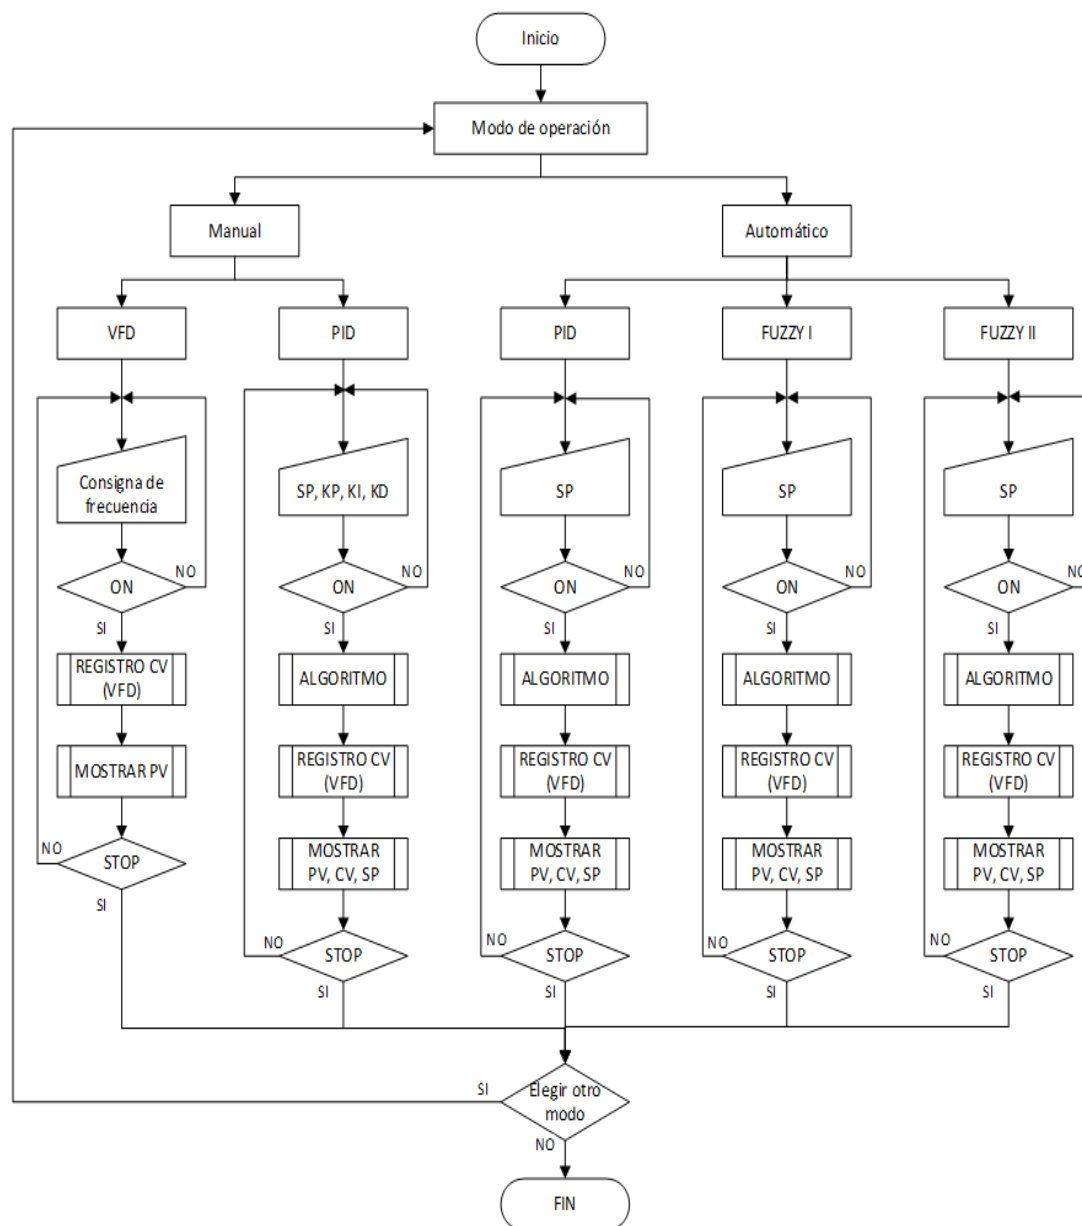 Inicio
Modo de operación
Manual
Automático
VFD
PID
PID
FUZZY I
FUZZY II
Consigna de
frecuencia
SP, KP, KI, KD
SP
SP
SP
ON
NO
ON
NO
ON
NO
ON
NO
ON
NO
SI
SI
SI
SI
SI
REGISTRO CV
(VFD)
ALGORITMO
ALGORITMO
ALGORITMO
ALGORITMO
MOSTRAR PV
REGISTRO CV
(VFD)
REGISTRO CV
(VFD)
REGISTRO CV
(VFD)
REGISTRO CV
(VFD)
NO
STOP
SI
MOSTRAR
PV, CV, SP
MOSTRAR
PV, CV, SP
MOSTRAR
PV, CV, SP
MOSTRAR
PV, CV, SP
NO
STOP
NO
STOP
NO
STOP
NO
STOP
SI
SI
SI
SI
SI
Elegir otro
modo
NO
FIN